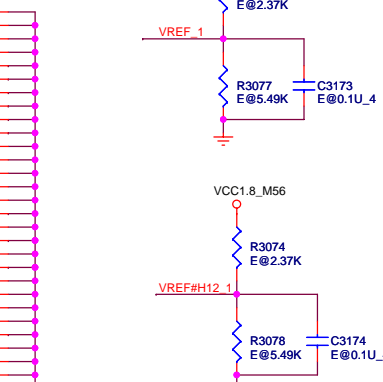 E@2.37K
VREF_1
R3077
E@5.49K
C3173
E@0.1U_4
VCC1.8_M56
R3074
E@2.37K
VREF#H12_1
R3078
E@5.49K
C3174
E@0.1U_